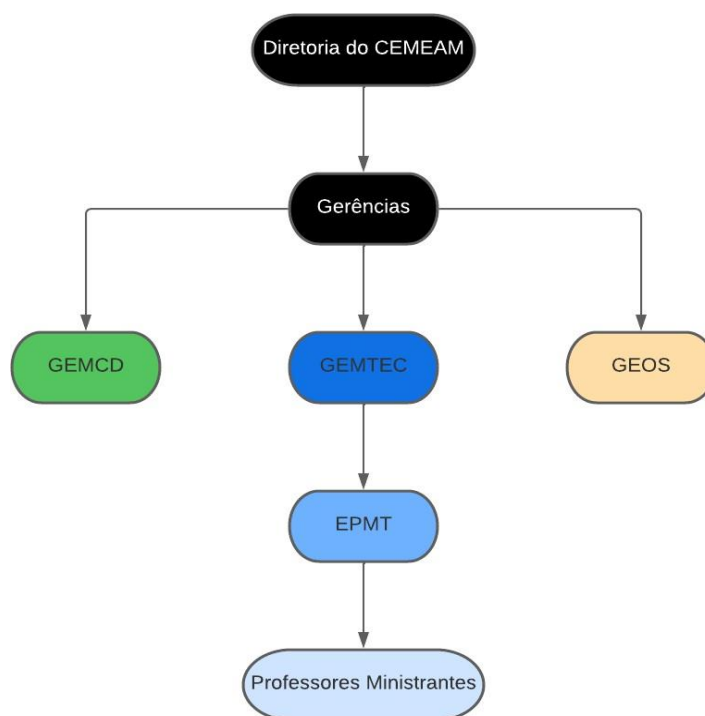 Diretoria do CEMEAM
Gerências
GEMCD
GEMTEC
GEOS
EPMT
Professores Ministrantes